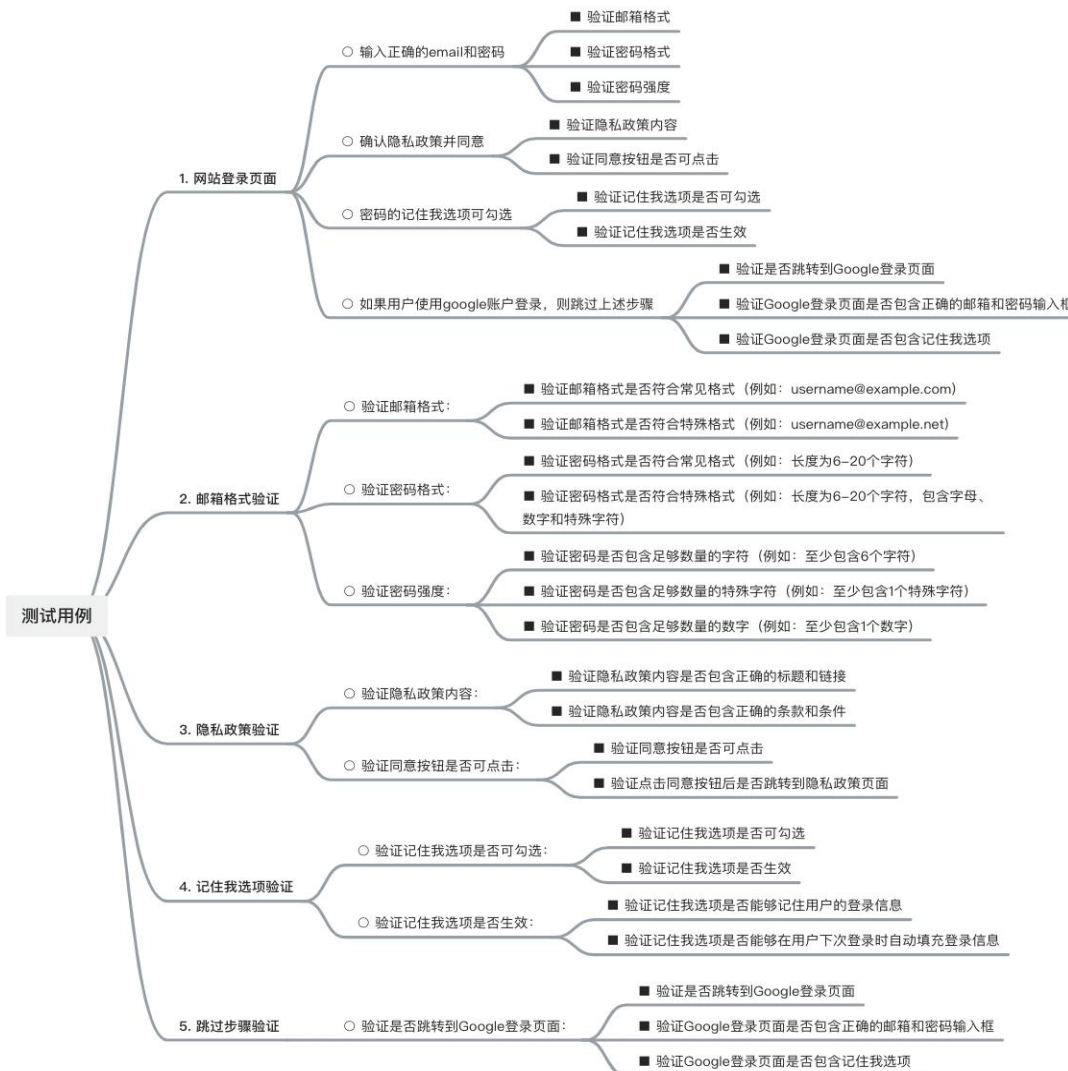 测试用例
1. 网站登录页面
○ 输入正确的email和密码
■ 验证邮箱格式
■ 验证密码格式
■ 验证密码强度
○ 确认隐私政策并同意
■ 验证隐私政策内容
■ 验证同意按钮是否可点击
○ 密码的记住我选项可勾选
■ 验证记住我选项是否可勾选
■ 验证记住我选项是否生效
○ 如果用户使用google账户登录，则跳过上述步骤
■ 验证是否跳转到Google登录页面
■ 验证Google登录页面是否包含正确的邮箱和密码输入框
■ 验证Google登录页面是否包含记住我选项
2. 邮箱格式验证
○ 验证邮箱格式：
■ 验证邮箱格式是否符合常见格式（例如：username@example.com）
■ 验证邮箱格式是否符合特殊格式（例如：username@example.net）
○ 验证密码格式：
■ 验证密码格式是否符合常见格式（例如：长度为6-20个字符）
■ 验证密码格式是否符合特殊格式（例如：长度为6-20个字符，包含字母、
数字和特殊字符）
○ 验证密码强度：
■ 验证密码是否包含足够数量的字符（例如：至少包含6个字符）
■ 验证密码是否包含足够数量的特殊字符（例如：至少包含1个特殊字符）
■ 验证密码是否包含足够数量的数字（例如：至少包含1个数字）
3. 隐私政策验证
○ 验证隐私政策内容：
■ 验证隐私政策内容是否包含正确的标题和链接
■ 验证隐私政策内容是否包含正确的条款和条件
○ 验证同意按钮是否可点击：
■ 验证同意按钮是否可点击
■ 验证点击同意按钮后是否跳转到隐私政策页面
4. 记住我选项验证
○ 验证记住我选项是否可勾选：
■ 验证记住我选项是否可勾选
■ 验证记住我选项是否生效
○ 验证记住我选项是否生效：
■ 验证记住我选项是否能够记住用户的登录信息
■ 验证记住我选项是否能够在用户下次登录时自动填充登录信息
5. 跳过步骤验证
○ 验证是否跳转到Google登录页面：
■ 验证是否跳转到Google登录页面
■ 验证Google登录页面是否包含正确的邮箱和密码输入框
■ 验证Google登录页面是否包含记住我选项